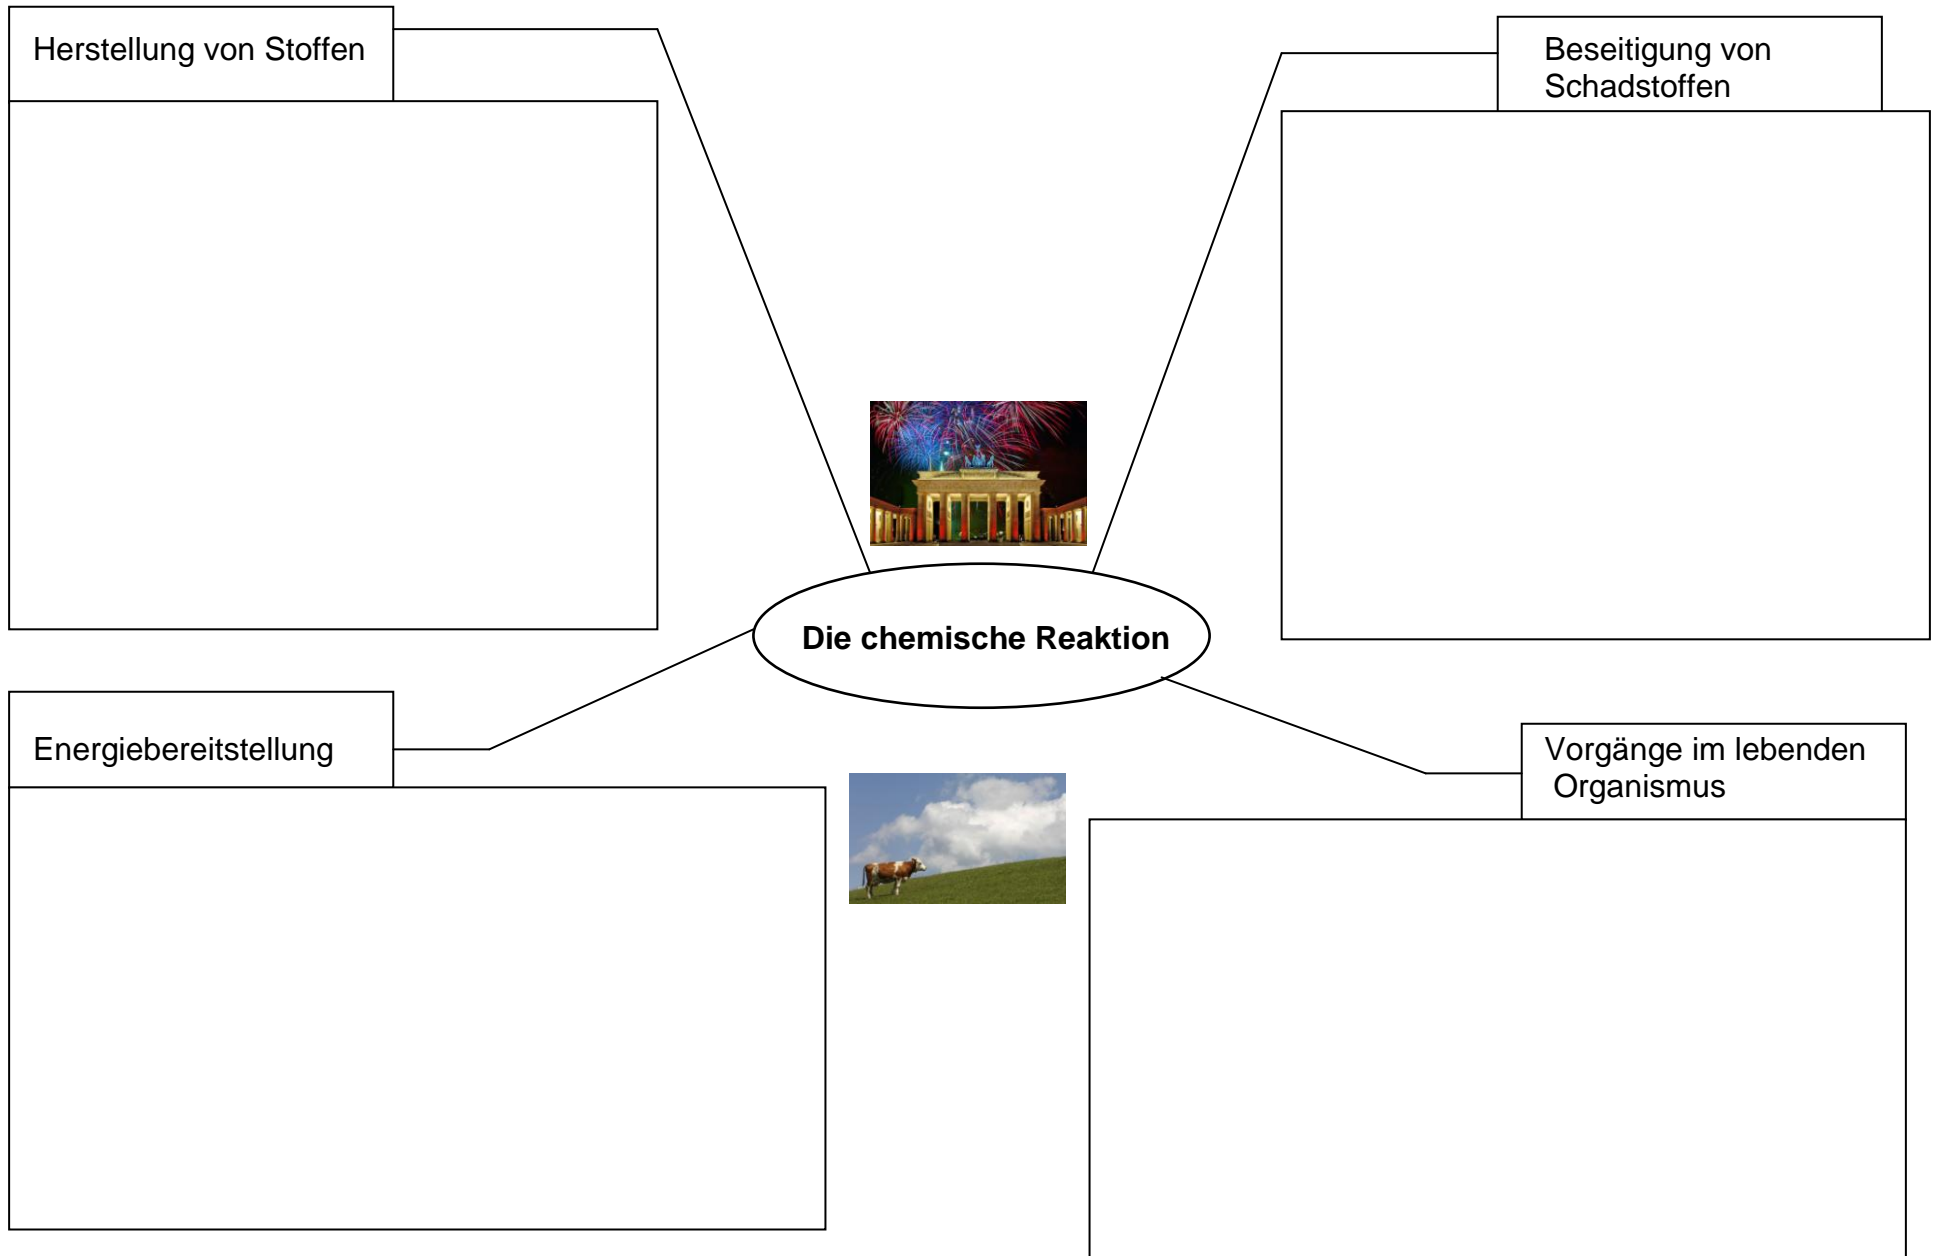 Herstellung von Stoffen
Beseitigung von
Schadstoffen
Die chemische Reaktion
Energiebereitstellung
Vorgänge im lebenden
Organismus